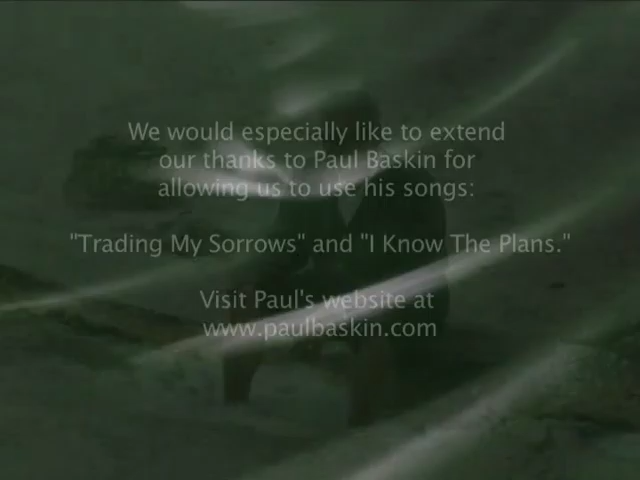 We would especially like to extend
our thanks to Paul Baskin for
allowing us to use his songs:
"Trading My Sorrows" and "I Know The Plans."
Visit Paul's website at
www.paulbaskin.com